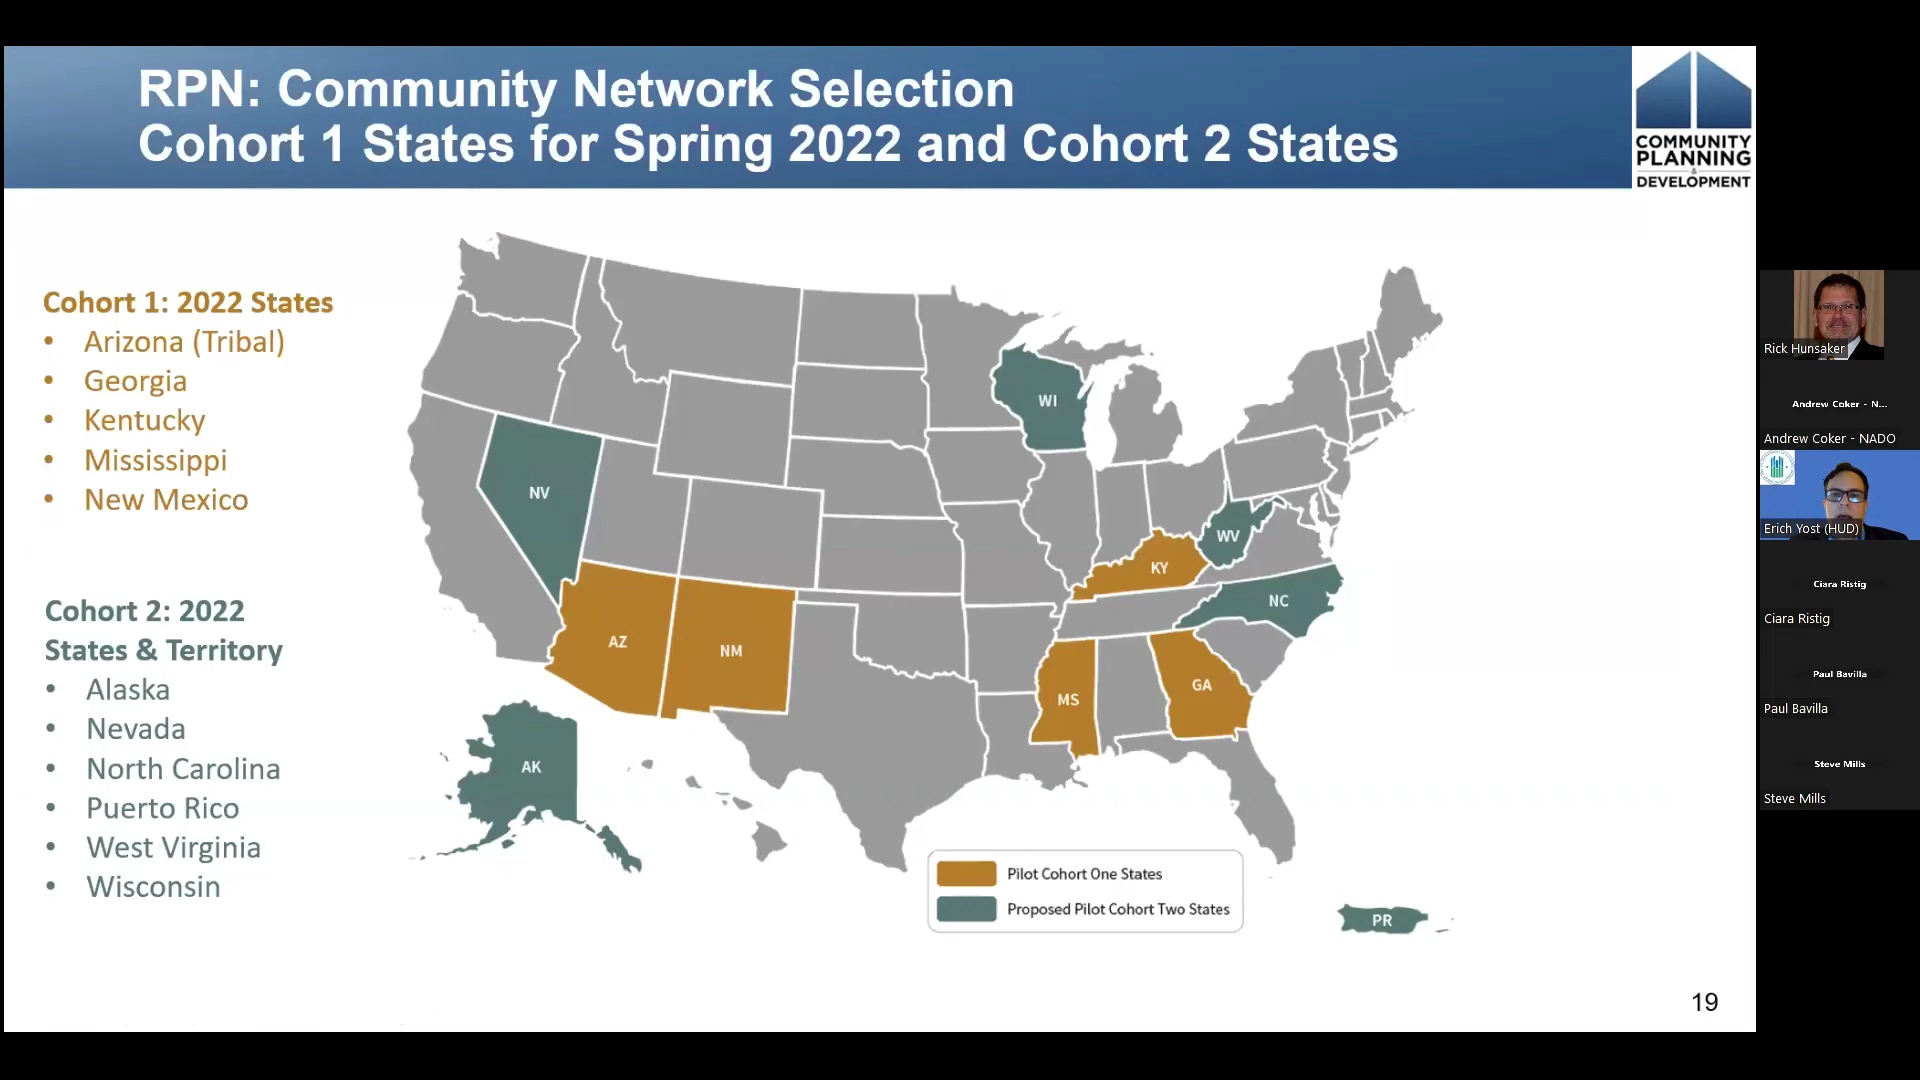 RPN: Community Network Selection
Cohort 1 States for Spring 2022 and Cohort 2 States
COMMUNITY
PLANNING
&
DEVELOPMENT
Cohort 1: 2022 States
• Arizona (Tribal)
• Georgia
• Kentucky
• Mississippi
• New Mexico
Cohort 2: 2022
States & Territory
• Alaska
• Nevada
• North Carolina
• Puerto Rico
• West Virginia
• Wisconsin
WI
NV
WV
KY
NC
AZ
NM
MS
GA
AK
PR
Pilot Cohort One States
Proposed Pilot Cohort Two States
19
Rick Hunsaker
Andrew Coker - N...
Andrew Coker - NADO
Erich Yost (HUD)
Ciara Ristig
Ciara Ristig
Paul Bavilla
Paul Bavilla
Steve Mills
Steve Mills